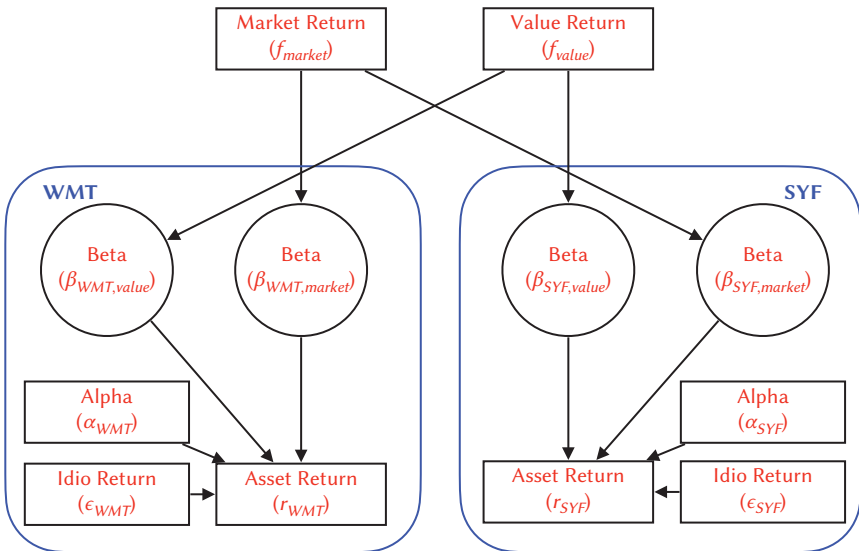 Market Return
(f_market)
Value Return
(f_value)
WMT
SYF
Beta
(β_WMT,value)
Beta
(β_WMT,market)
Beta
(β_SYF,value)
Beta
(β_SYF,market)
Alpha
(α_WMT)
Alpha
(α_SYF)
Idio Return
(ϵ_WMT)
Asset Return
(r_WMT)
Asset Return
(r_SYF)
Idio Return
(ϵ_SYF)